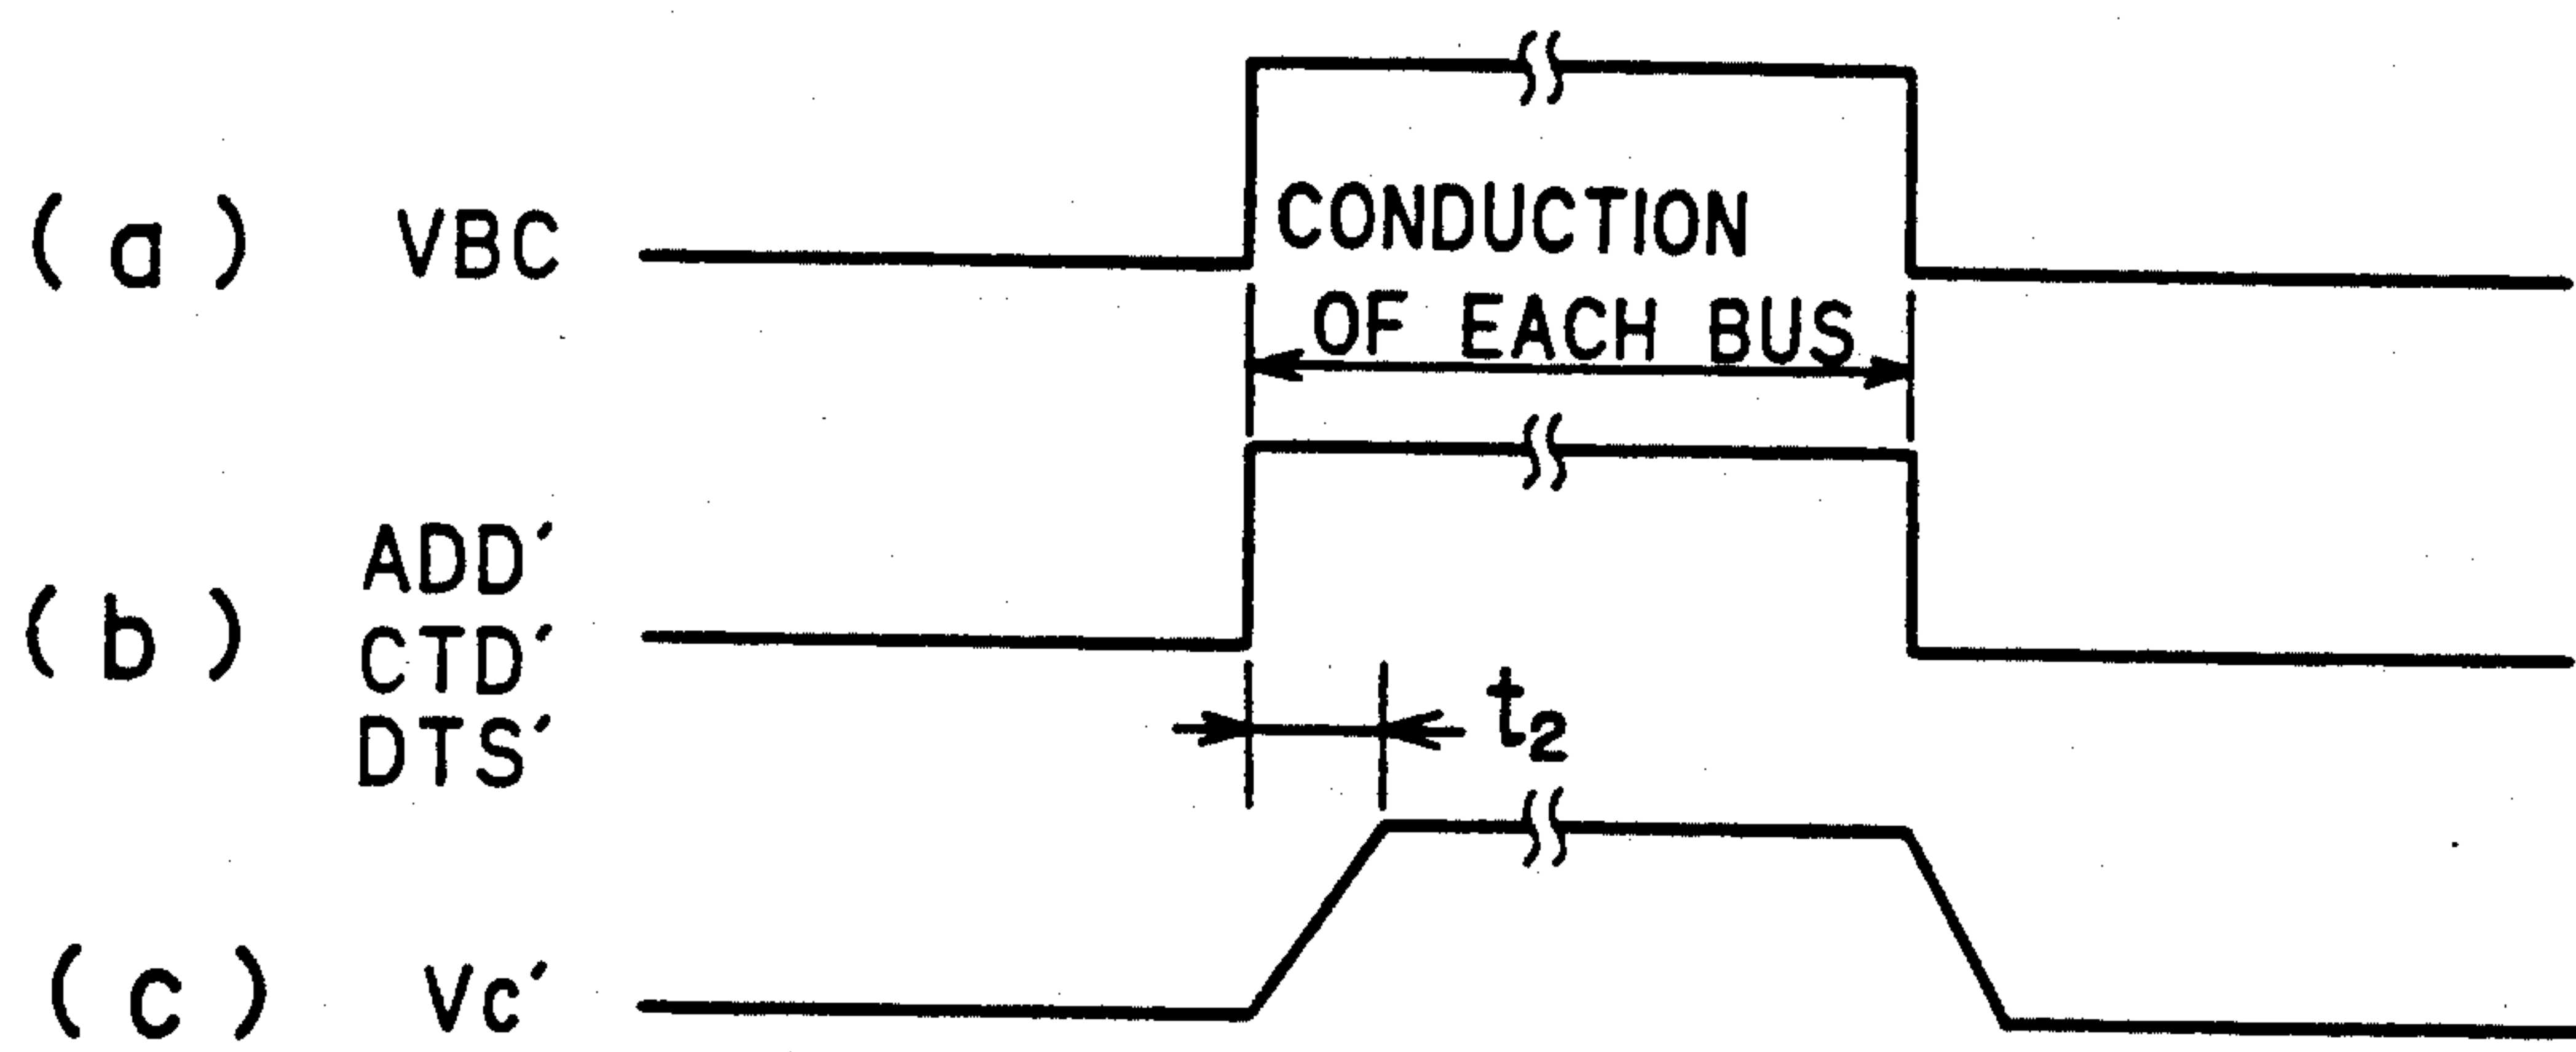 (a) VBC
CONDUCTION
OF EACH BUS
(b) ADD′
CTD′
DTS′
t₂
(c) Vc′